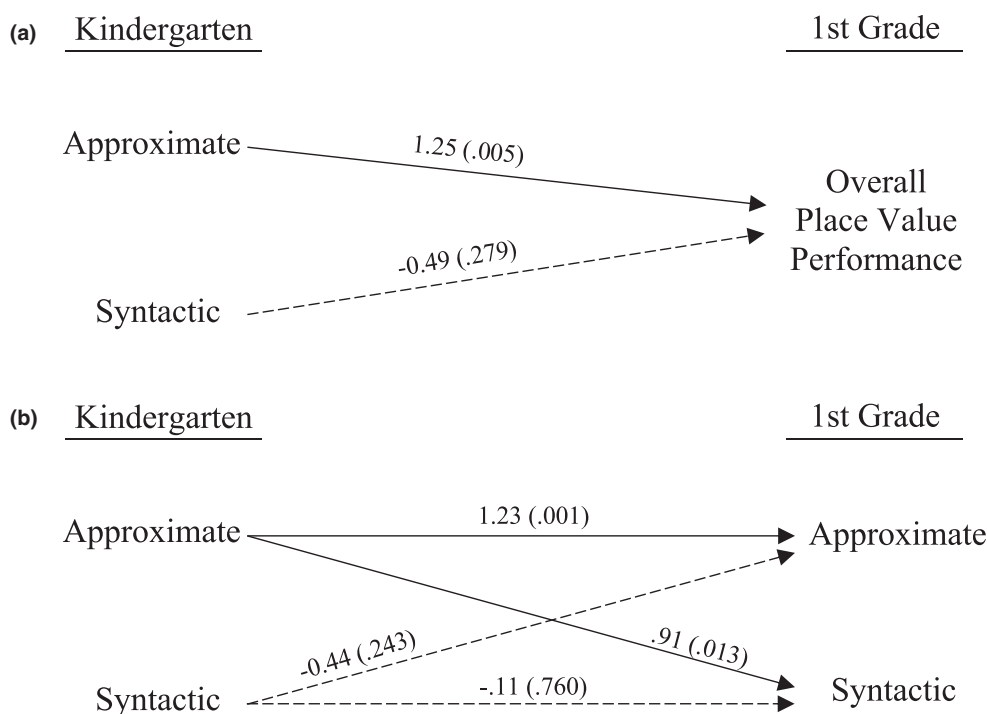 (a) Kindergarten 1st Grade
Approximate
1.25 (.005)
Overall
Place Value
Performance
-0.49 (.279)
Syntactic
(b) Kindergarten 1st Grade
Approximate 1.23 (.001) Approximate
-0.44 (.243) .91 (.013)
Syntactic -.11 (.760) Syntactic